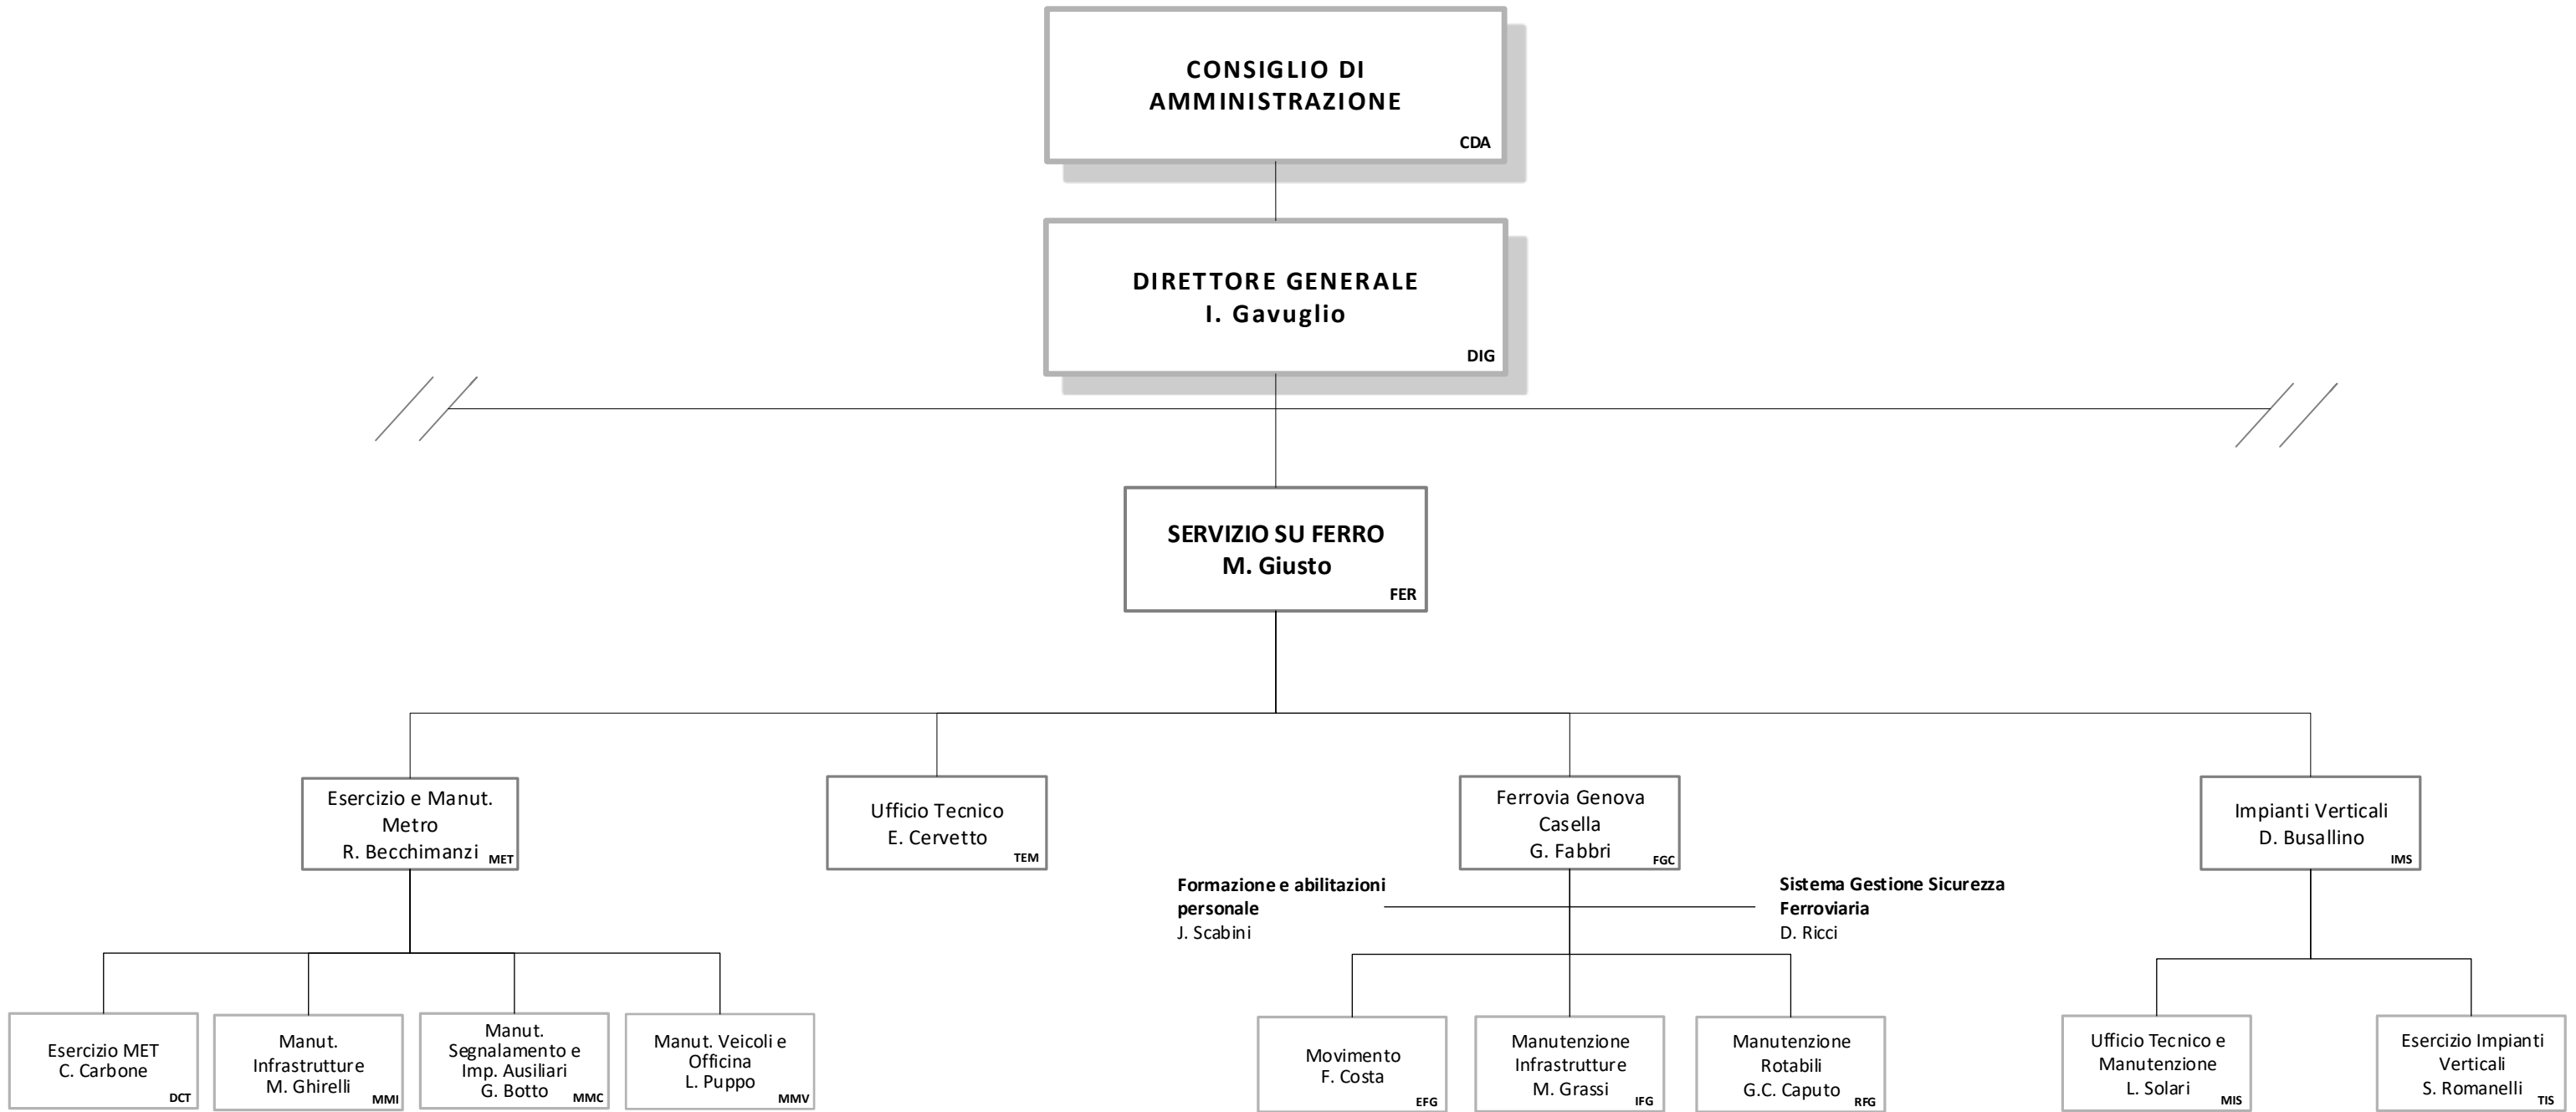 CONSIGLIO DI
AMMINISTRAZIONE
CDA
DIRETTORE GENERALE
I. Gavuglio
DIG
SERVIZIO SU FERRO
M. Giusto
FER
Esercizio e Manut.
Metro
R. Becchimanzi
MET
Ufficio Tecnico
E. Cervetto
TEM
Ferrovia Genova
Casella
G. Fabbri
FGC
Impianti Verticali
D. Busallino
IMS
Formazione e abilitazioni
personale
J. Scabini
Sistema Gestione Sicurezza
Ferroviaria
D. Ricci
Esercizio MET
C. Carbone
DCT
Manut.
Infrastrutture
M. Ghirelli
MMI
Manut.
Segnalamento e
Imp. Ausiliari
G. Botto
MMC
Manut. Veicoli e
Officina
L. Puppo
MMV
Movimento
F. Costa
EFG
Manutenzione
Infrastrutture
M. Grassi
IFG
Manutenzione
Rotabili
G.C. Caputo
RFG
Ufficio Tecnico e
Manutenzione
L. Solari
MIS
Esercizio Impianti
Verticali
S. Romanelli
TIS